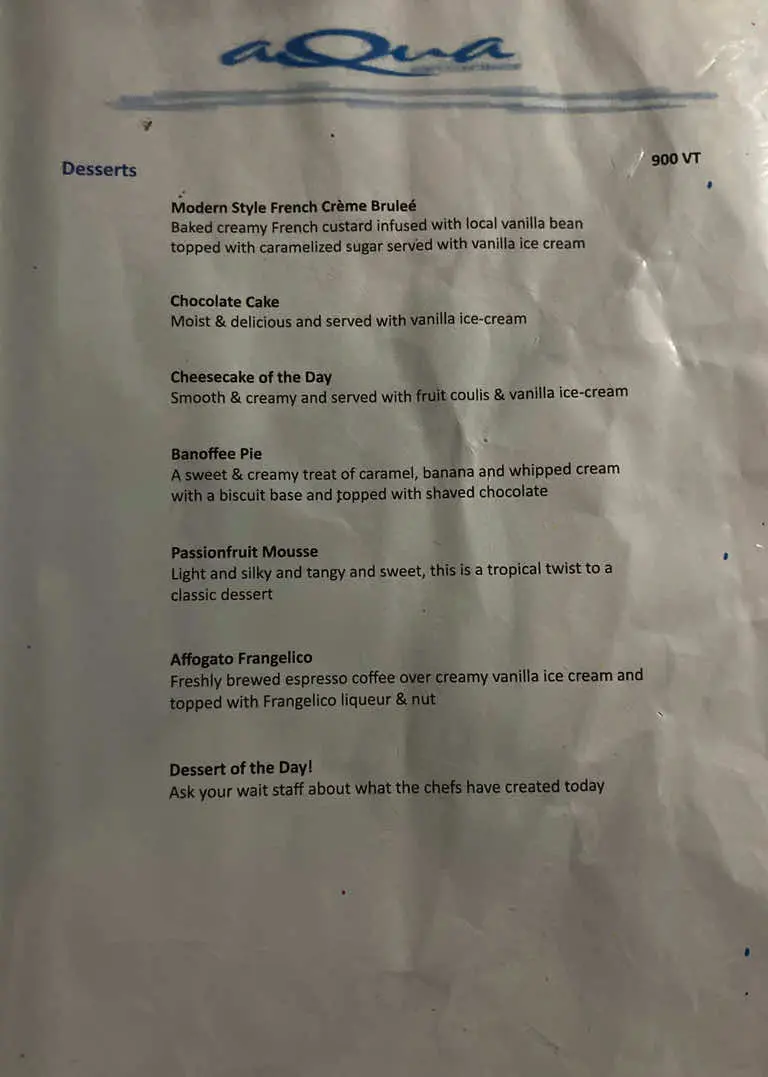 aQua
900 VT
Desserts
Modern Style French Crème Bruleé
Baked creamy French custard infused with local vanilla bean
topped with caramelized sugar served with vanilla ice cream
Chocolate Cake
Moist & delicious and served with vanilla ice-cream
Cheesecake of the Day
Smooth & creamy and served with fruit coulis & vanilla ice-cream
Banoffee Pie
A sweet & creamy treat of caramel, banana and whipped cream
with a biscuit base and topped with shaved chocolate
Passionfruit Mousse
Light and silky and tangy and sweet, this is a tropical twist to a
classic dessert
Affogato Frangelico
Freshly brewed espresso coffee over creamy vanilla ice cream and
topped with Frangelico liqueur & nut
Dessert of the Day!
Ask your wait staff about what the chefs have created today